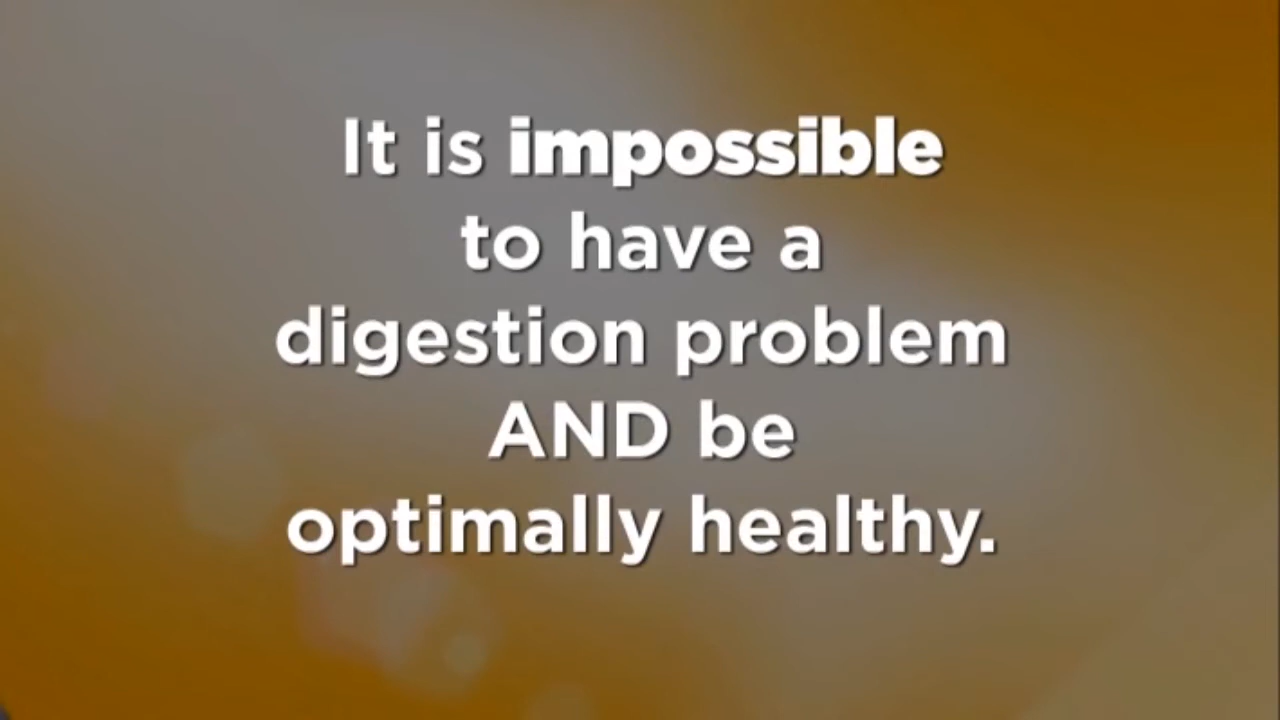 It is impossible
to have a
digestion problem
AND be
optimally healthy.